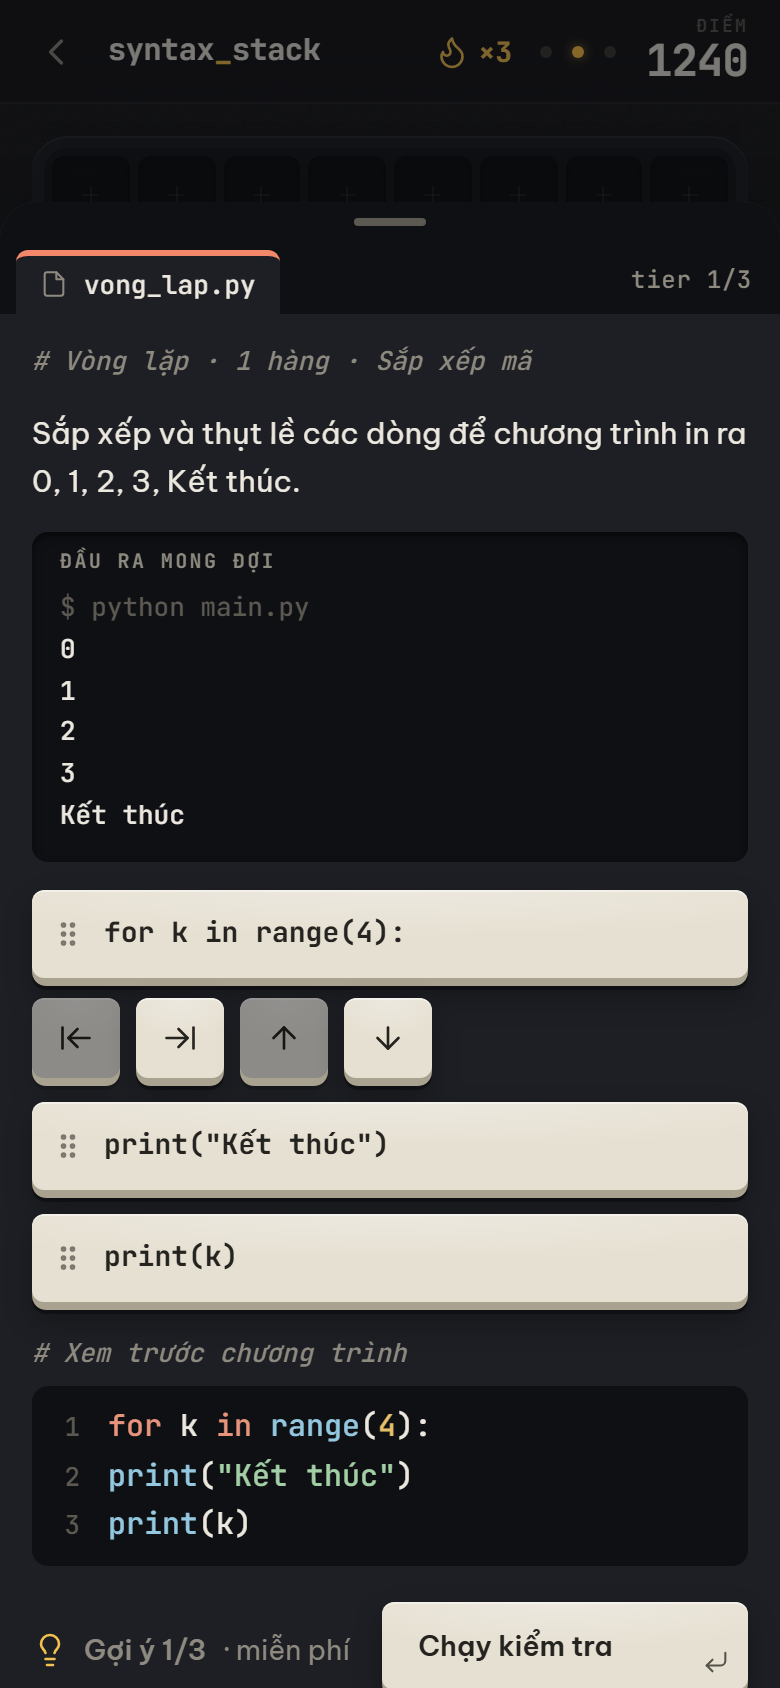 syntax_stack
×3
ĐIỂM
1240
vong_lap.py
tier 1/3
# Vòng lặp · 1 hàng · Sắp xếp mã
Sắp xếp và thụt lề các dòng để chương trình in ra
0, 1, 2, 3, Kết thúc.
ĐẦU RA MONG ĐỢI
$ python main.py
0
1
2
3
Kết thúc
for k in range(4):
print("Kết thúc")
print(k)
# Xem trước chương trình
1 for k in range(4):
2 print("Kết thúc")
3 print(k)
Gợi ý 1/3 · miễn phí
Chạy kiểm tra